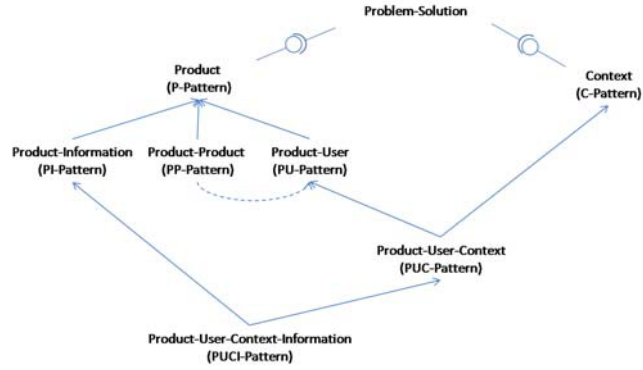 Problem-Solution
Product
(P-Pattern)
Context
(C-Pattern)
Product-Information
(PI-Pattern)
Product-Product
(PP-Pattern)
Product-User
(PU-Pattern)
Product-User-Context
(PUC-Pattern)
Product-User-Context-Information
(PUCI-Pattern)